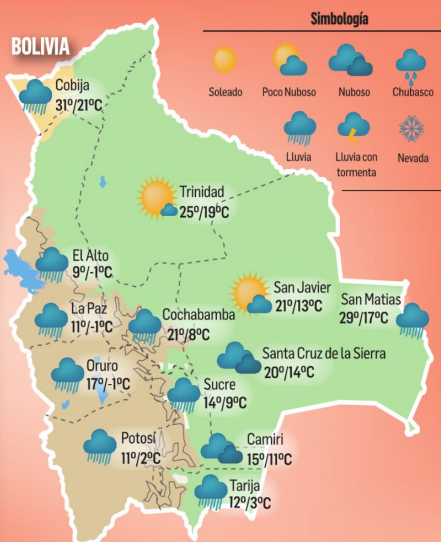 Simbología
BOLIVIA
Soleado
Poco Nuboso
Nuboso
Chubasco
Lluvia
Lluvia con
tormenta
Nevada
Cobija
31º/21ºC
Trinidad
25º/19ºC
El Alto
9º/-1ºC
San Javier
21º/13ºC
San Matias
29º/17ºC
La Paz
11º/-1ºC
Cochabamba
21º/8ºC
Santa Cruz de la Sierra
20º/14ºC
Oruro
17º/-1ºC
Sucre
14º/9ºC
Potosí
11º/2ºC
Camiri
15º/11ºC
Tarija
12º/3ºC